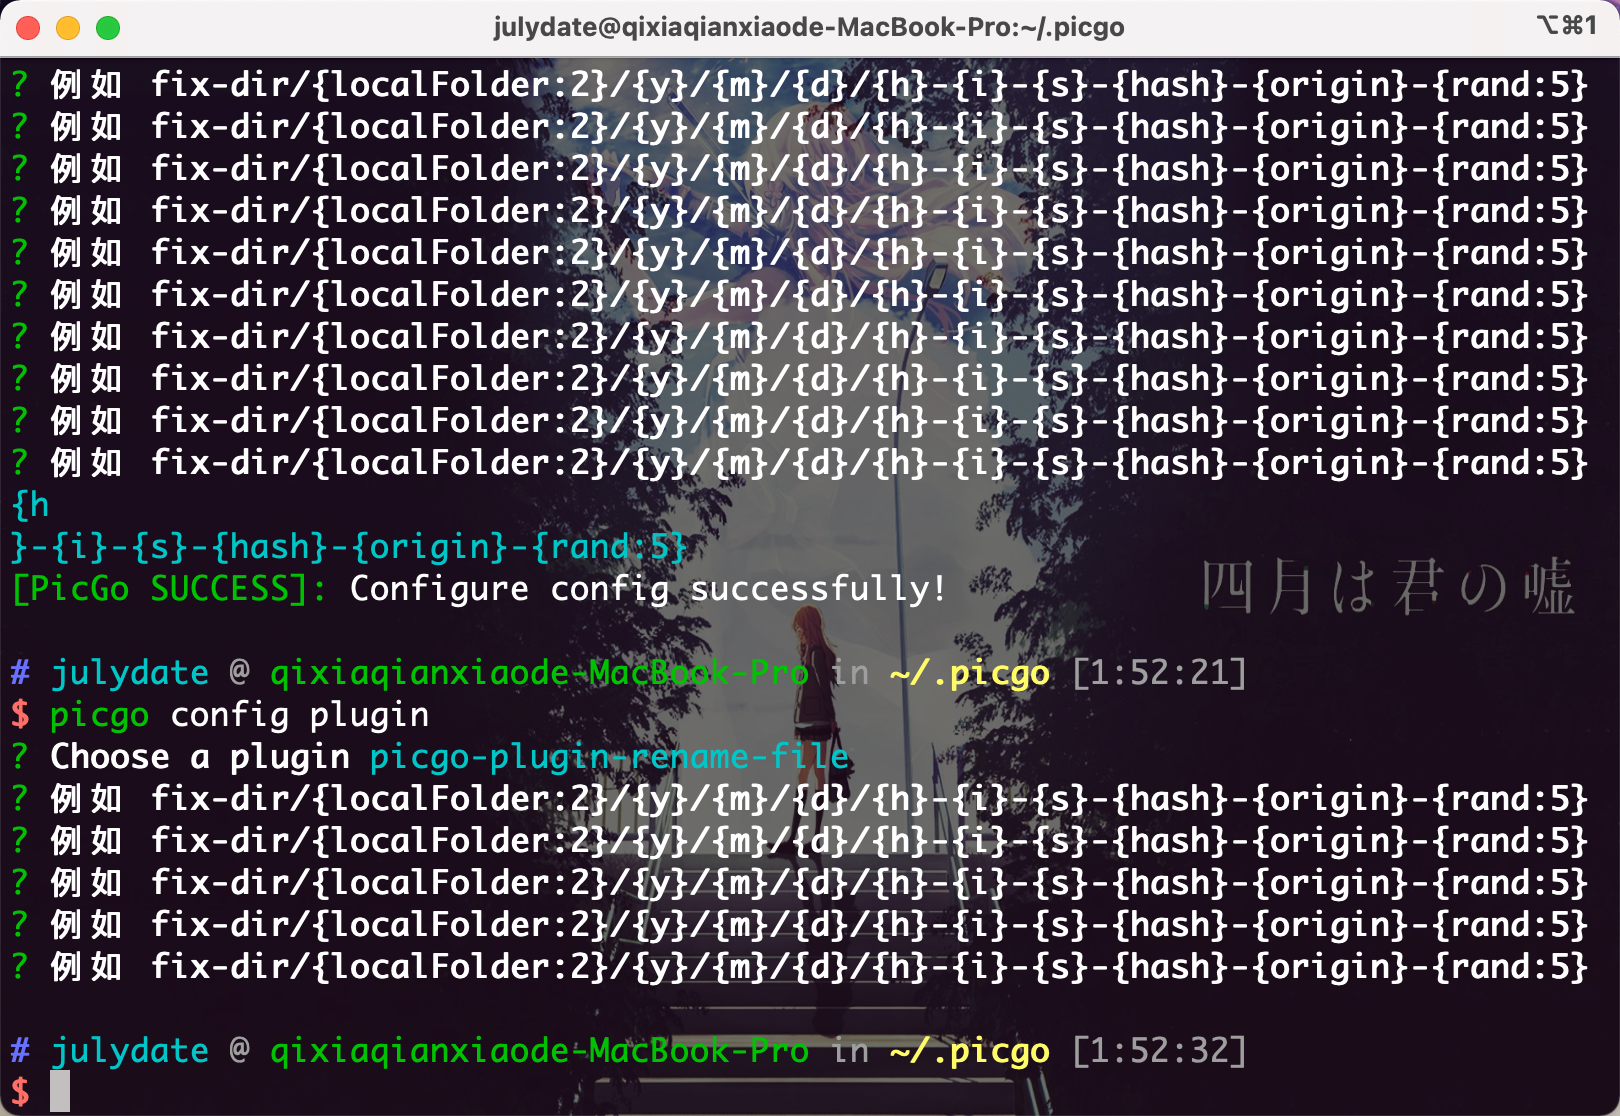 julydate@qixiaqianxiaode-MacBook-Pro:~/.picgo ⌥⌘1
? 例如 fix-dir/{localFolder:2}/{y}/{m}/{d}/{h}-{i}-{s}-{hash}-{origin}-{rand:5}
? 例如 fix-dir/{localFolder:2}/{y}/{m}/{d}/{h}-{i}-{s}-{hash}-{origin}-{rand:5}
? 例如 fix-dir/{localFolder:2}/{y}/{m}/{d}/{h}-{i}-{s}-{hash}-{origin}-{rand:5}
? 例如 fix-dir/{localFolder:2}/{y}/{m}/{d}/{h}-{i}-{s}-{hash}-{origin}-{rand:5}
? 例如 fix-dir/{localFolder:2}/{y}/{m}/{d}/{h}-{i}-{s}-{hash}-{origin}-{rand:5}
? 例如 fix-dir/{localFolder:2}/{y}/{m}/{d}/{h}-{i}-{s}-{hash}-{origin}-{rand:5}
? 例如 fix-dir/{localFolder:2}/{y}/{m}/{d}/{h}-{i}-{s}-{hash}-{origin}-{rand:5}
? 例如 fix-dir/{localFolder:2}/{y}/{m}/{d}/{h}-{i}-{s}-{hash}-{origin}-{rand:5}
? 例如 fix-dir/{localFolder:2}/{y}/{m}/{d}/{h}-{i}-{s}-{hash}-{origin}-{rand:5}
? 例如 fix-dir/{localFolder:2}/{y}/{m}/{d}/{h}-{i}-{s}-{hash}-{origin}-{rand:5}
{h
}-{i}-{s}-{hash}-{origin}-{rand:5}
[PicGo SUCCESS]: Configure config successfully!
四月は君の嘘
# julydate @ qixiaqianxiaode-MacBook-Pro in ~/.picgo [1:52:21]
$ picgo config plugin
? Choose a plugin picgo-plugin-rename-file
? 例如 fix-dir/{localFolder:2}/{y}/{m}/{d}/{h}-{i}-{s}-{hash}-{origin}-{rand:5}
? 例如 fix-dir/{localFolder:2}/{y}/{m}/{d}/{h}-{i}-{s}-{hash}-{origin}-{rand:5}
? 例如 fix-dir/{localFolder:2}/{y}/{m}/{d}/{h}-{i}-{s}-{hash}-{origin}-{rand:5}
? 例如 fix-dir/{localFolder:2}/{y}/{m}/{d}/{h}-{i}-{s}-{hash}-{origin}-{rand:5}
? 例如 fix-dir/{localFolder:2}/{y}/{m}/{d}/{h}-{i}-{s}-{hash}-{origin}-{rand:5}
# julydate @ qixiaqianxiaode-MacBook-Pro in ~/.picgo [1:52:32]
$